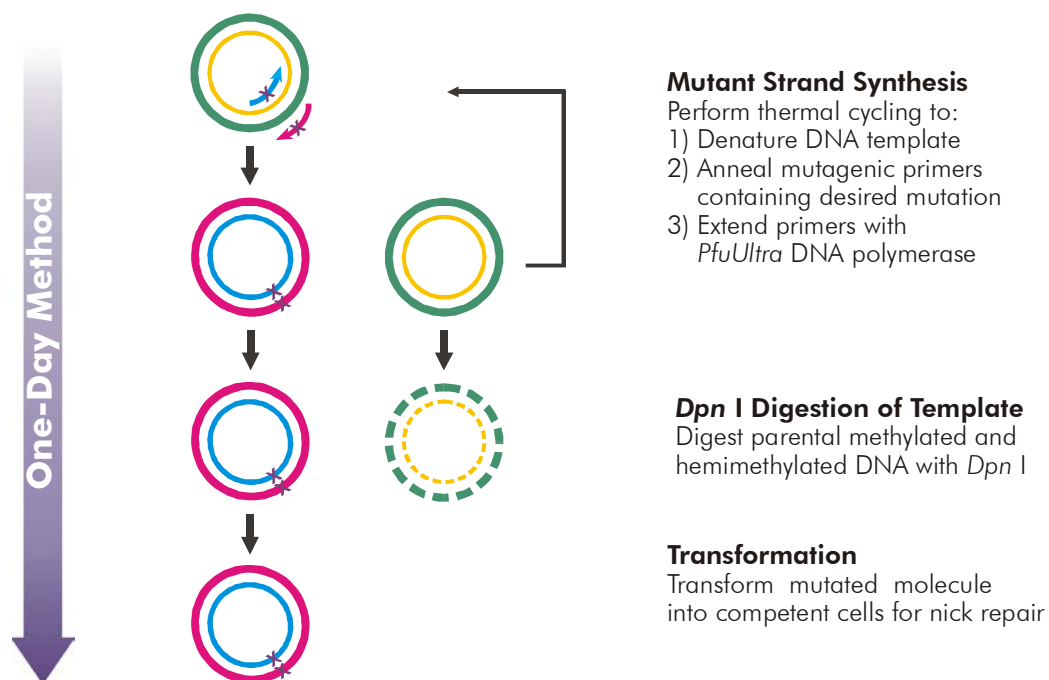 One-Day Method
Mutant Strand Synthesis
Perform thermal cycling to:
1) Denature DNA template
2) Anneal mutagenic primers
containing desired mutation
3) Extend primers with
PfuUltra DNA polymerase
Dpn I Digestion of Template
Digest parental methylated and
hemimethylated DNA with Dpn I
Transformation
Transform mutated molecule
into competent cells for nick repair